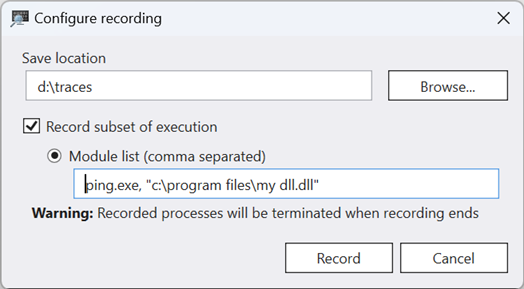 Configure recording
Save location
d:\traces
Browse...
Record subset of execution
Module list (comma separated)
ping.exe, "c:\program files\my dll.dll"
Warning: Recorded processes will be terminated when recording ends
Record
Cancel